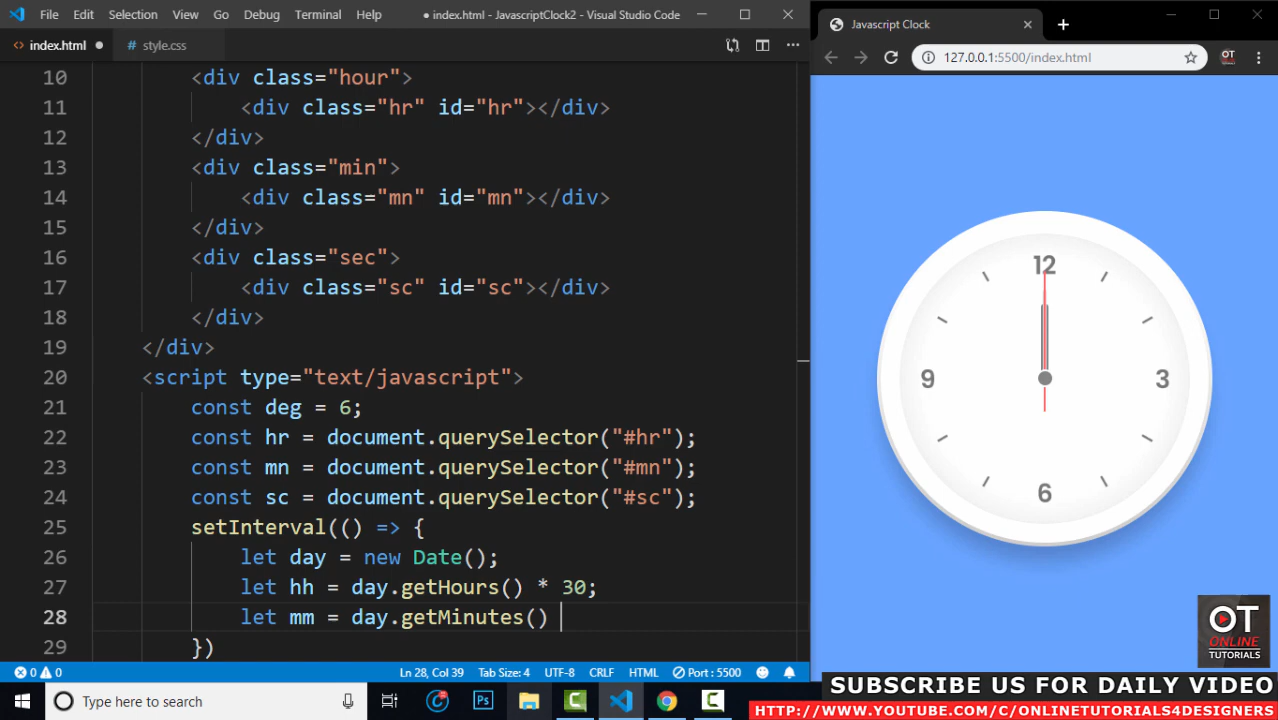 File Edit Selection View Go Debug Terminal Help ● index.html - JavascriptClock2 - Visual Studio Code
index.html style.css
10 <div class="hour">
11 <div class="hr" id="hr"></div>
12 </div>
13 <div class="min">
14 <div class="mn" id="mn"></div>
15 </div>
16 <div class="sec">
17 <div class="sc" id="sc"></div>
18 </div>
19 </div>
20 <script type="text/javascript">
21 const deg = 6;
22 const hr = document.querySelector("#hr");
23 const mn = document.querySelector("#mn");
24 const sc = document.querySelector("#sc");
25 setInterval(() => {
26 let day = new Date();
27 let hh = day.getHours() * 30;
28 let mm = day.getMinutes()
29 })
0 0 Ln 28, Col 39 Tab Size: 4 UTF-8 CRLF HTML Port : 5500
Type here to search
Ps
Javascript Clock
127.0.0.1:5500/index.html
OT
12
9 3
6
OT
ONLINE
TUTORIALS
SUBSCRIBE US FOR DAILY VIDEO
HTTP://WWW.YOUTUBE.COM/C/ONLINETUTORIALS4DESIGNERS